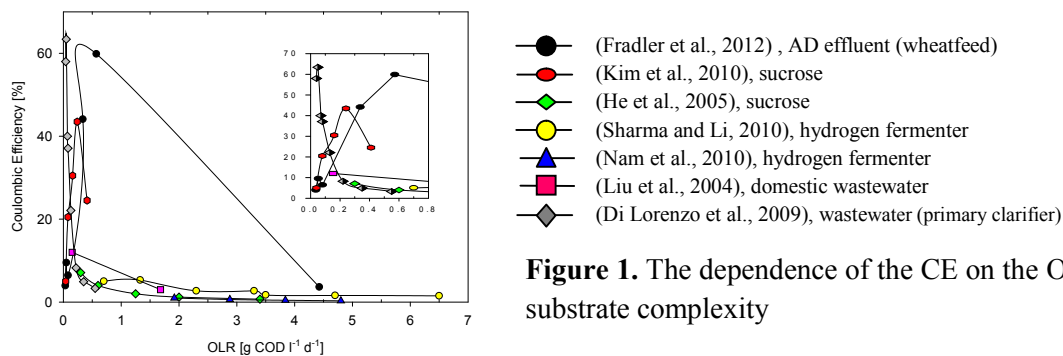 60
40
20
0
Coulombic Efficiency [%]
0 1 2 3 4 5 6 7
OLR [g COD l-1 d-1]
70
60
50
40
30
20
10
0
0.0 0.2 0.4 0.6 0.8
(Fradler et al., 2012) , AD effluent (wheatfeed)
(Kim et al., 2010), sucrose
(He et al., 2005), sucrose
(Sharma and Li, 2010), hydrogen fermenter
(Nam et al., 2010), hydrogen fermenter
(Liu et al., 2004), domestic wastewater
(Di Lorenzo et al., 2009), wastewater (primary clarifier)
Figure 1. The dependence of the CE on the O
substrate complexity